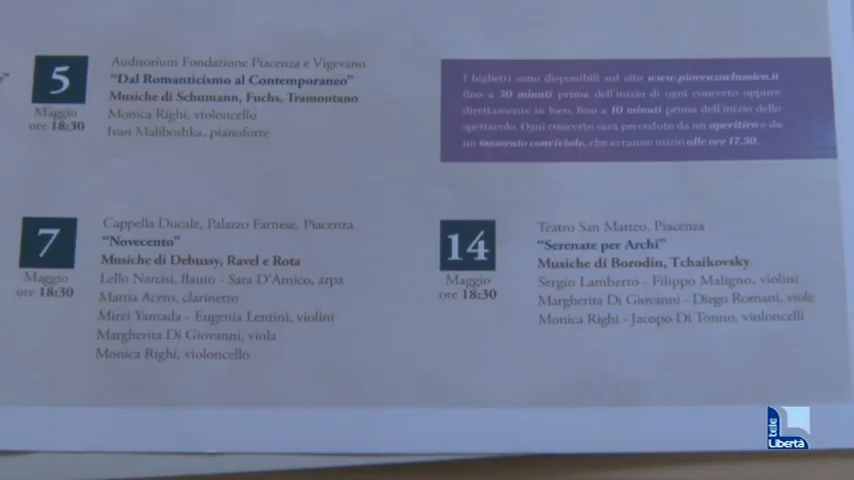 e”
5
Maggio
ore 18:30
Auditorium Fondazione Piacenza e Vigevano
“Dal Romanticismo al Contemporaneo”
Musiche di Schumann, Fuchs, Tramontano
Monica Righi, violoncello
Ivan Maliboshka, pianoforte
I biglietti sono disponibili sul sito www.piacenzaclassica.it
fino a 30 minuti prima dell'inizio di ogni concerto oppure
direttamente in loco, fino a 10 minuti prima dell'inizio dello
spettacolo. Ogni concerto sarà preceduto da un aperitivo e da
un momento conviviale, che avranno inizio alle ore 17.30.
7
Maggio
ore 18:30
Cappella Ducale, Palazzo Farnese, Piacenza
“Novecento”
Musiche di Debussy, Ravel e Rota
Lello Narcisi, flauto - Sara D'Amico, arpa
Mattia Aceto, clarinetto
Mirei Yamada - Eugenia Lentini, violini
Margherita Di Giovanni, viola
Monica Righi, violoncello
14
Maggio
ore 18:30
Teatro San Matteo, Piacenza
“Serenate per Archi”
Musiche di Borodin, Tchaikovsky
Sergio Lamberto - Filippo Maligno, violini
Margherita Di Giovanni - Diego Romani, viole
Monica Righi - Jacopo Di Tonno, violoncelli
tele
Libertà